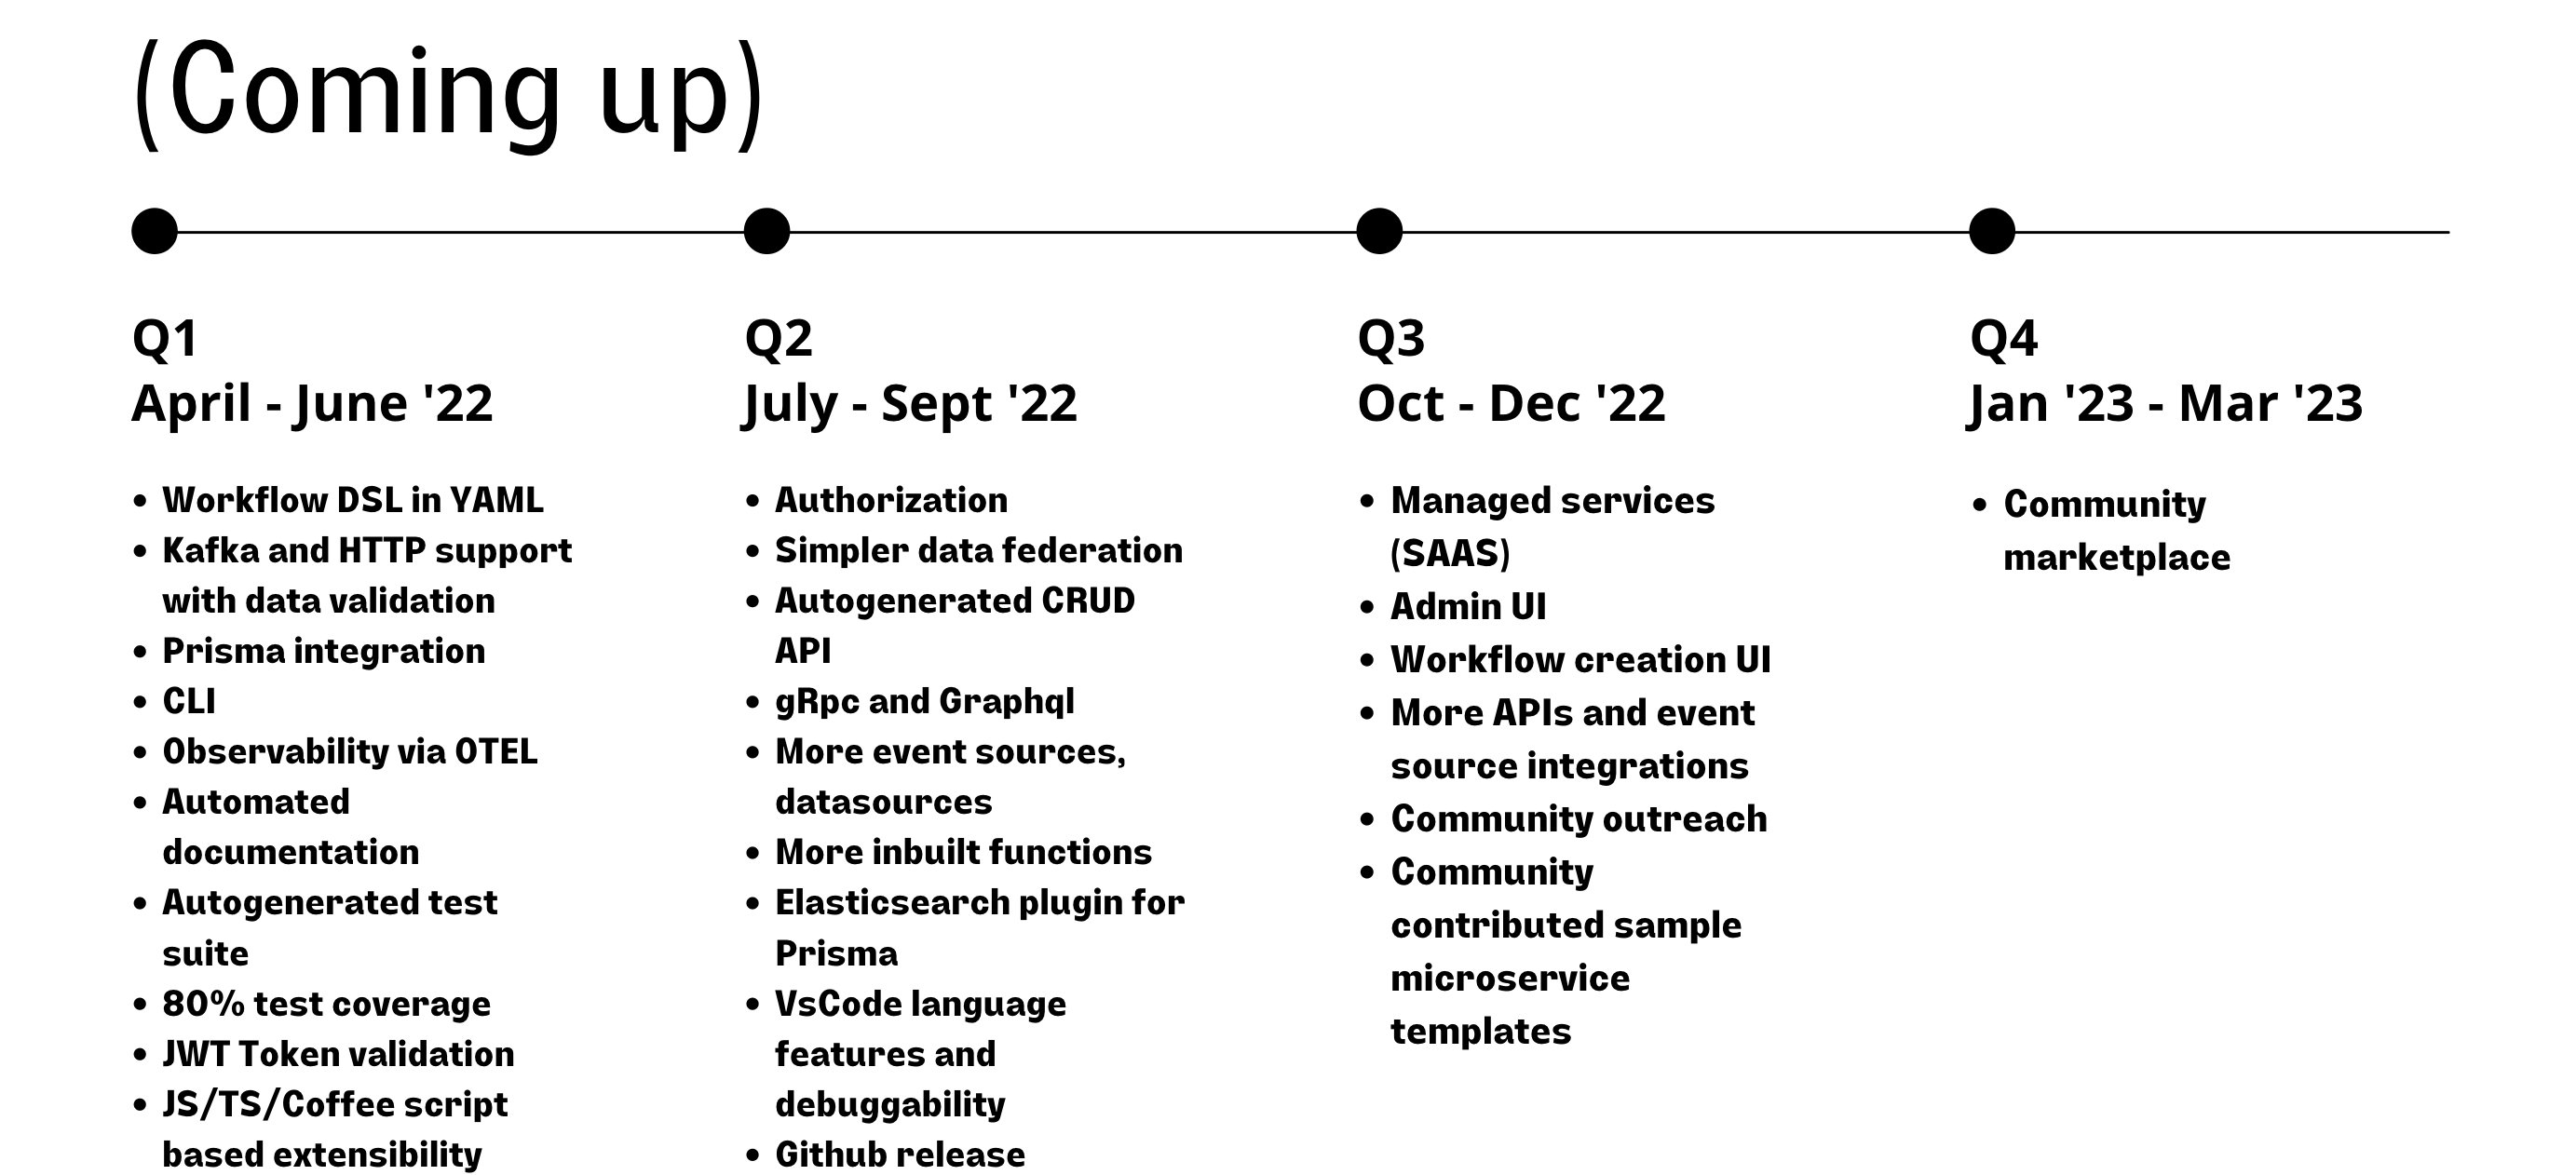 (Coming up)
Q1
April - June '22
• Workflow DSL in YAML
• Kafka and HTTP support
with data validation
• Prisma integration
• CLI
• Observability via OTEL
• Automated
documentation
• Autogenerated test
suite
• 80% test coverage
• JWT Token validation
• JS/TS/Coffee script
based extensibility
Q2
July - Sept '22
• Authorization
• Simpler data federation
• Autogenerated CRUD
API
• gRpc and Graphql
• More event sources,
datasources
• More inbuilt functions
• Elasticsearch plugin for
Prisma
• VsCode language
features and
debuggability
• Github release
Q3
Oct - Dec '22
• Managed services
(SAAS)
• Admin UI
• Workflow creation UI
• More APIs and event
source integrations
• Community outreach
• Community
contributed sample
microservice
templates
Q4
Jan '23 - Mar '23
• Community
marketplace